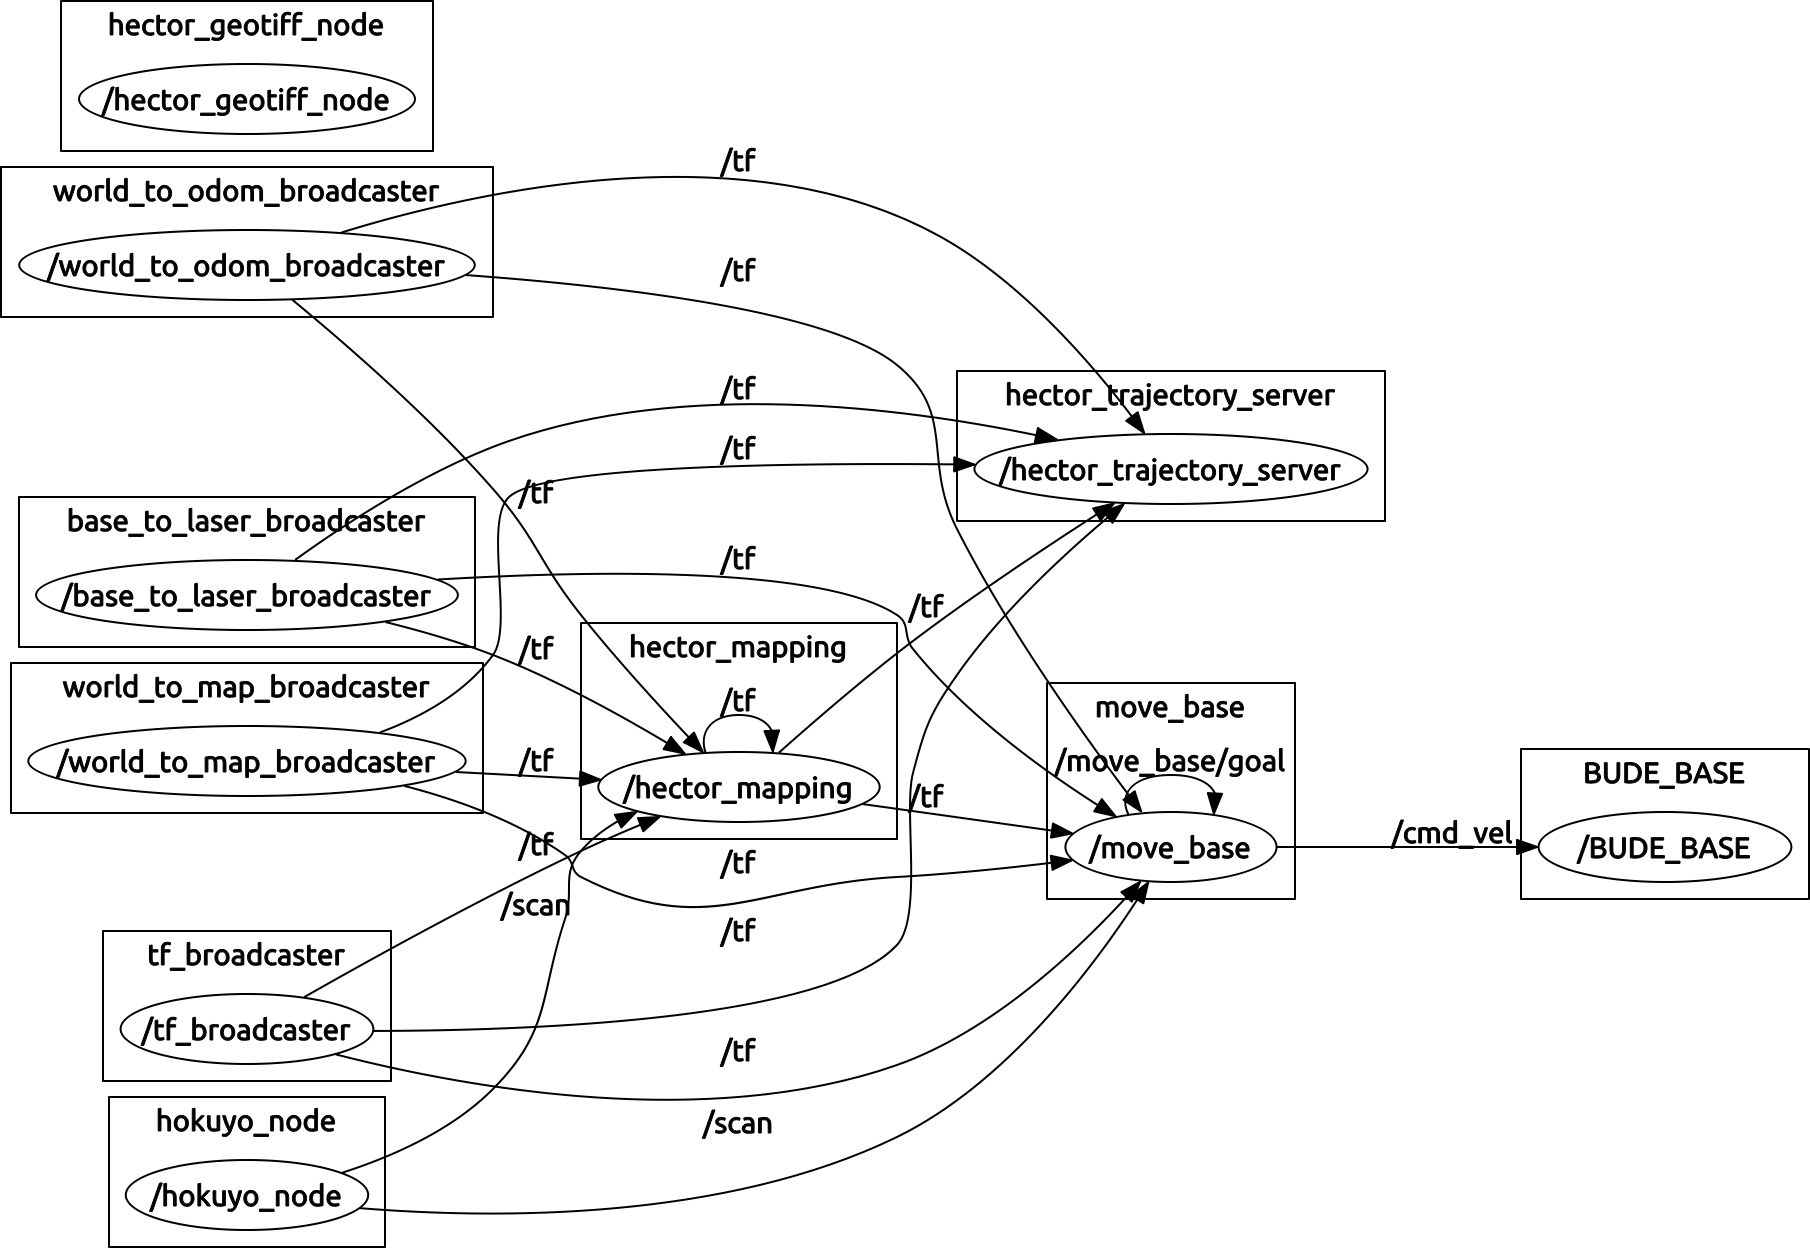 hector_geotiff_node
/hector_geotiff_node
world_to_odom_broadcaster
/world_to_odom_broadcaster
/tf
/tf
/tf
/tf
/tf
hector_trajectory_server
/hector_trajectory_server
base_to_laser_broadcaster
/base_to_laser_broadcaster
/tf
/tf
/tf
hector_mapping
/tf
/hector_mapping
world_to_map_broadcaster
/world_to_map_broadcaster
/tf
/tf
/tf
/tf
move_base
/move_base/goal
/move_base
/cmd_vel
BUDE_BASE
/BUDE_BASE
/scan
/tf
tf_broadcaster
/tf_broadcaster
/tf
/scan
hokuyo_node
/hokuyo_node